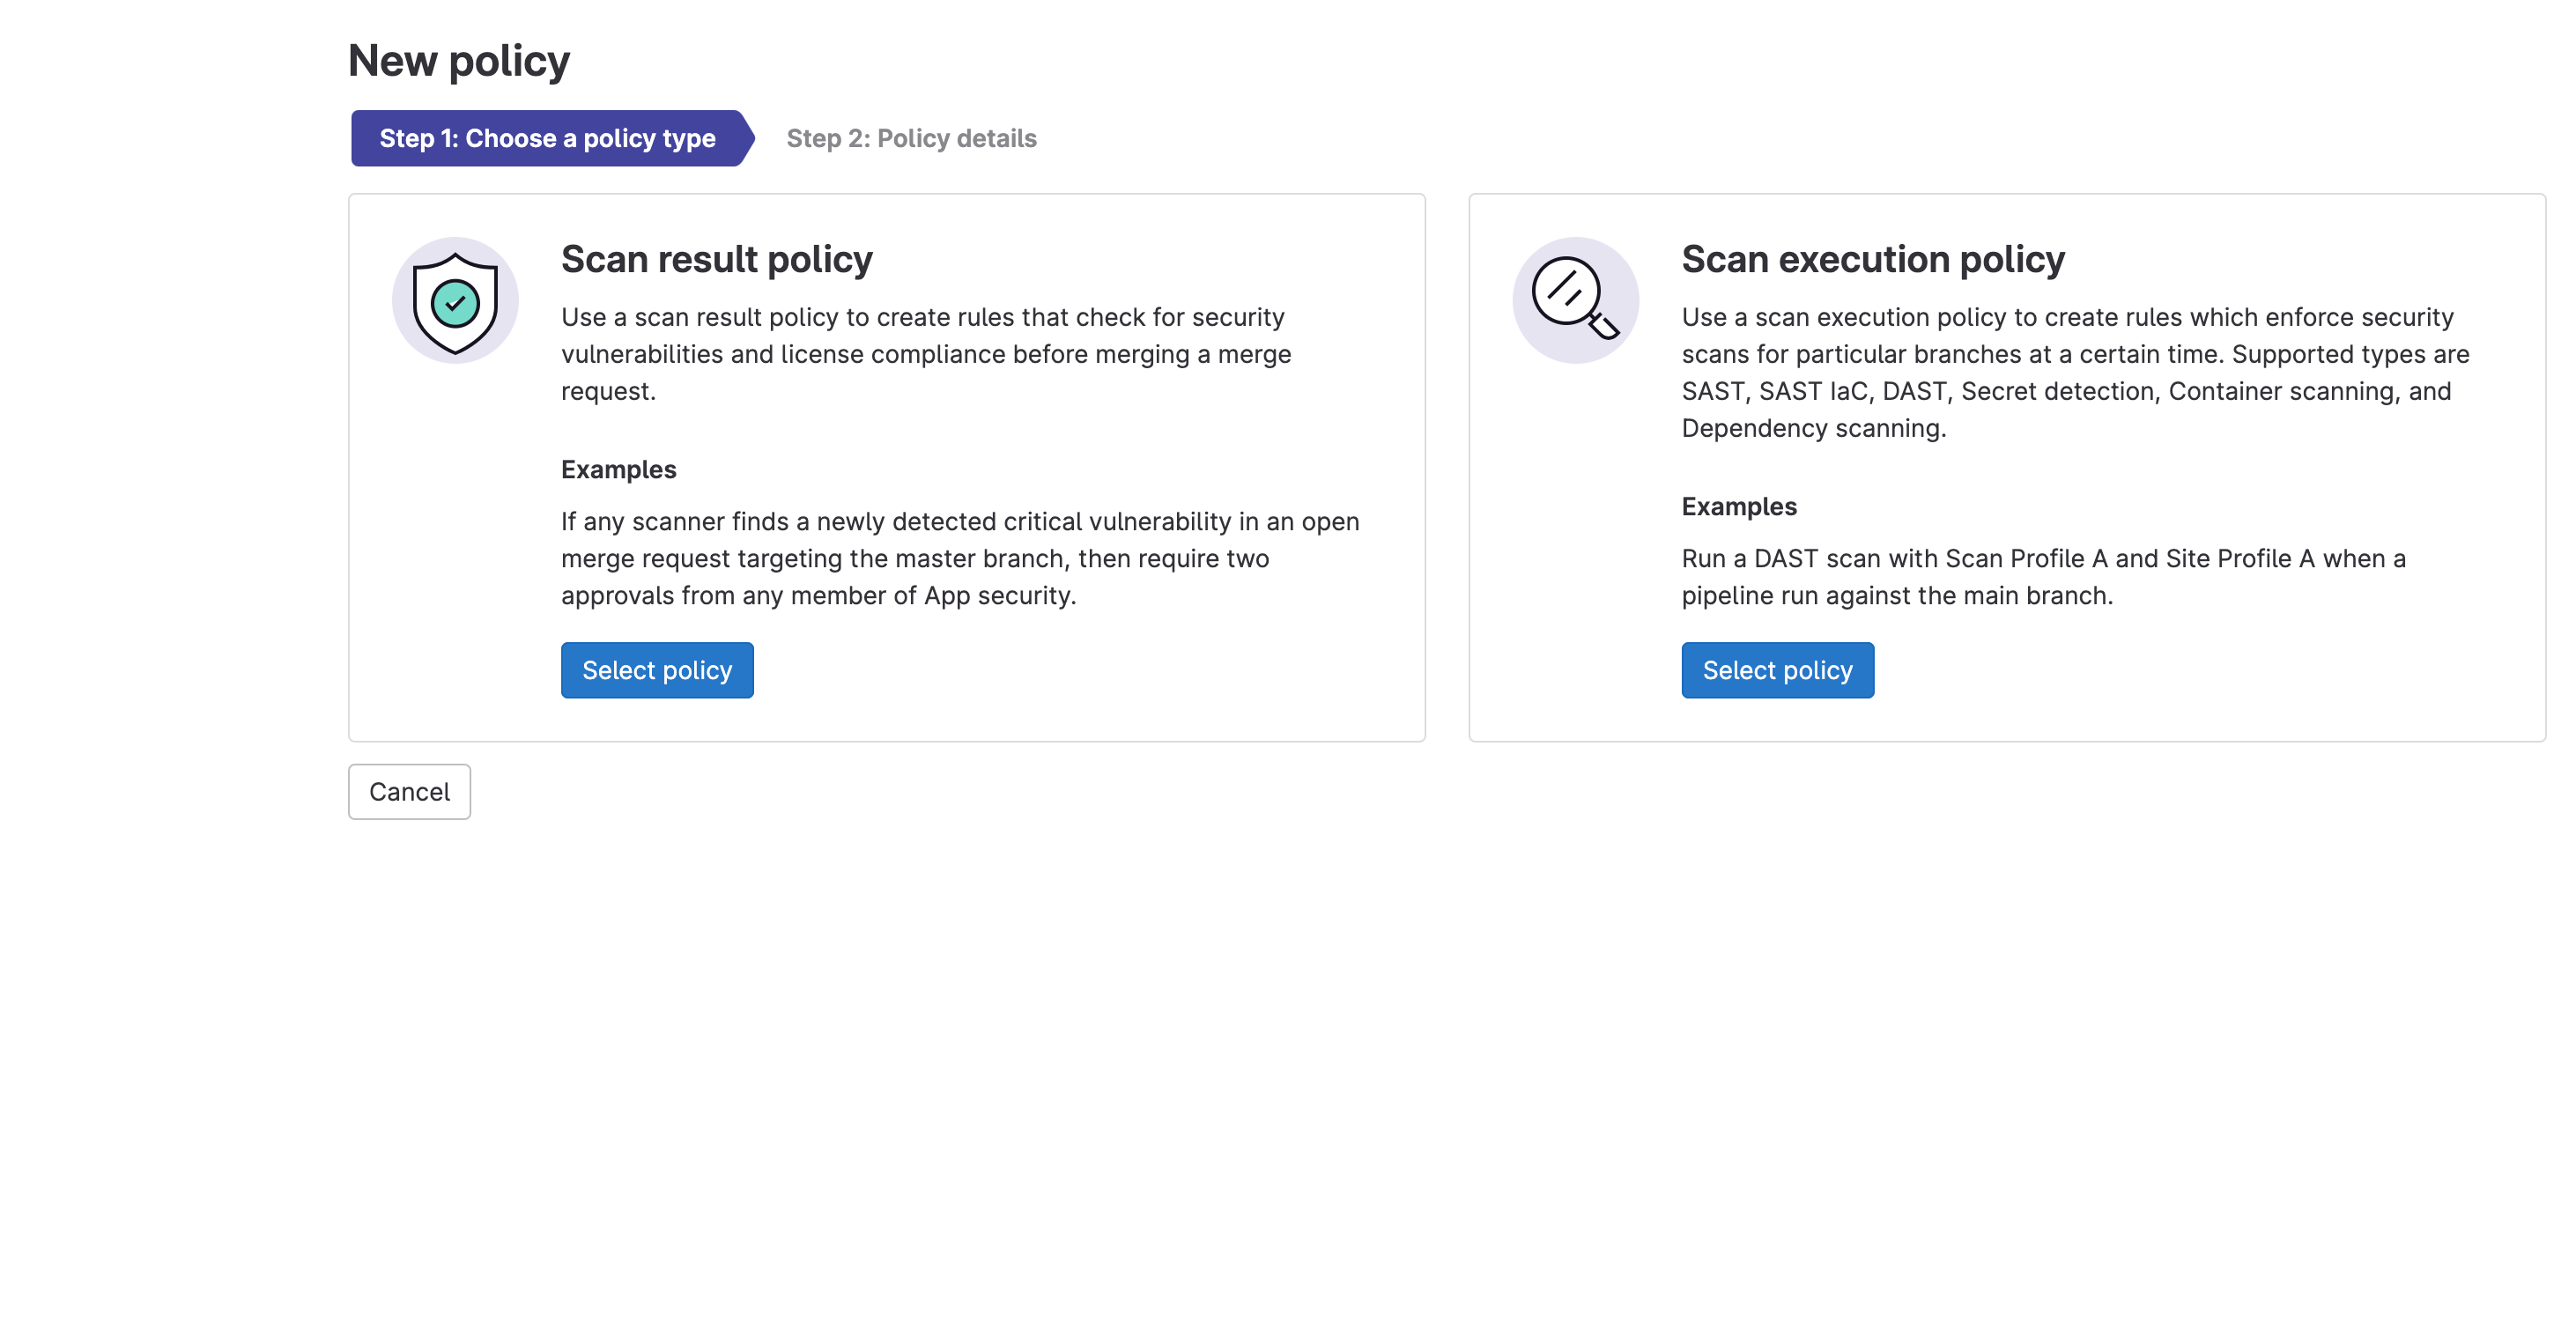 New policy
Step 1: Choose a policy type
Step 2: Policy details
Scan result policy
Use a scan result policy to create rules that check for security
vulnerabilities and license compliance before merging a merge
request.
Examples
If any scanner finds a newly detected critical vulnerability in an open
merge request targeting the master branch, then require two
approvals from any member of App security.
Select policy
Scan execution policy
Use a scan execution policy to create rules which enforce security
scans for particular branches at a certain time. Supported types are
SAST, SAST IaC, DAST, Secret detection, Container scanning, and
Dependency scanning.
Examples
Run a DAST scan with Scan Profile A and Site Profile A when a
pipeline run against the main branch.
Select policy
Cancel